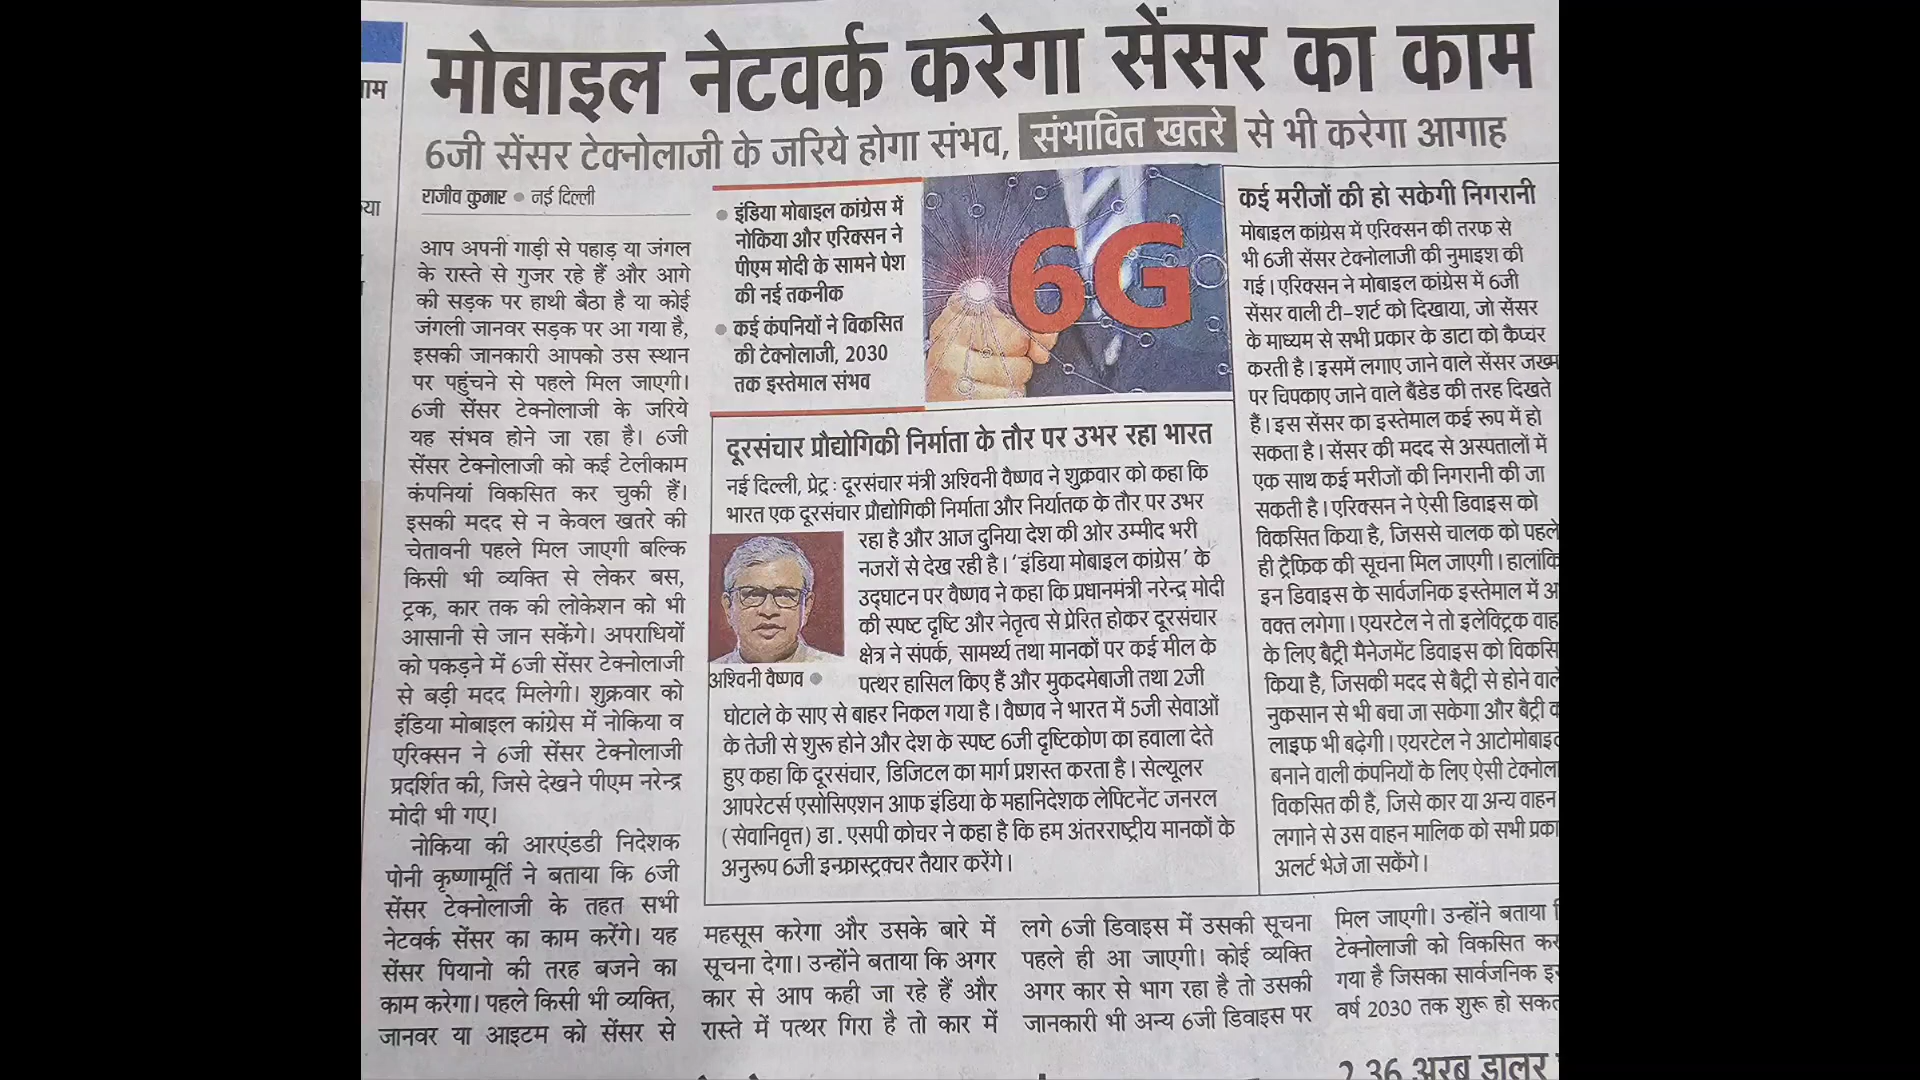 मोबाइल नेटवर्क करेगा सेंसर का काम
6जी सेंसर टेक्नोलाजी के जरिये होगा संभव, संभावित खतरे से भी करेगा आगाह
राजीव कुमार ● नई दिल्ली
आप अपनी गाड़ी से पहाड़ या जंगल
के रास्ते से गुजर रहे हैं और आगे
की सड़क पर हाथी बैठा है या कोई
जंगली जानवर सड़क पर आ गया है,
इसकी जानकारी आपको उस स्थान
पर पहुंचने से पहले मिल जाएगी।
6जी सेंसर टेक्नोलाजी के जरिये
यह संभव होने जा रहा है। 6जी
सेंसर टेक्नोलाजी को कई टेलीकाम
कंपनियां विकसित कर चुकी हैं।
इसकी मदद से न केवल खतरे की
चेतावनी पहले मिल जाएगी बल्कि
किसी भी व्यक्ति से लेकर बस,
ट्रक, कार तक की लोकेशन को भी
आसानी से जान सकेंगे। अपराधियों
को पकड़ने में 6जी सेंसर टेक्नोलाजी
से बड़ी मदद मिलेगी। शुक्रवार को
इंडिया मोबाइल कांग्रेस में नोकिया व
एरिक्सन ने 6जी सेंसर टेक्नोलाजी
प्रदर्शित की, जिसे देखने पीएम नरेन्द्र
मोदी भी गए।
नोकिया की आरएंडडी निदेशक
पोनी कृष्णामूर्ति ने बताया कि 6जी
सेंसर टेक्नोलाजी के तहत सभी
नेटवर्क सेंसर का काम करेंगे। यह
सेंसर पियानो की तरह बजने का
काम करेगा। पहले किसी भी व्यक्ति,
जानवर या आइटम को सेंसर से
महसूस करेगा और उसके बारे में
सूचना देगा। उन्होंने बताया कि अगर
कार से आप कही जा रहे हैं और
रास्ते में पत्थर गिरा है तो कार में
लगे 6जी डिवाइस में उसकी सूचना
पहले ही आ जाएगी। कोई व्यक्ति
अगर कार से भाग रहा है तो उसकी
जानकारी भी अन्य 6जी डिवाइस पर
मिल जाएगी। उन्होंने बताया
टेक्नोलाजी को विकसित कर
गया है जिसका सार्वजनिक
वर्ष 2030 तक शुरू हो
● इंडिया मोबाइल कांग्रेस में
नोकिया और एरिक्सन ने
पीएम मोदी के सामने पेश
की नई तकनीक
● कई कंपनियों ने विकसित
की टेक्नोलाजी, 2030
तक इस्तेमाल संभव
6G
दूरसंचार प्रौद्योगिकी निर्माता के तौर पर उभर रहा भारत
नई दिल्ली, प्रेट्र : दूरसंचार मंत्री अश्विनी वैष्णव ने शुक्रवार को कहा कि
भारत एक दूरसंचार प्रौद्योगिकी निर्माता और निर्यातक के तौर पर उभर
रहा है और आज दुनिया देश की ओर उम्मीद भरी
नजरों से देख रही है। 'इंडिया मोबाइल कांग्रेस' के
उद्घाटन पर वैष्णव ने कहा कि प्रधानमंत्री नरेन्द्र मोदी
की स्पष्ट दृष्टि और नेतृत्व से प्रेरित होकर दूरसंचार
क्षेत्र ने संपर्क, सामर्थ्य तथा मानकों पर कई मील के
पत्थर हासिल किए हैं और मुकदमेबाजी तथा 2जी
घोटाले के साए से बाहर निकल गया है। वैष्णव ने भारत में 5जी सेवाओं
के तेजी से शुरू होने और देश के स्पष्ट 6जी दृष्टिकोण का हवाला देते
हुए कहा कि दूरसंचार, डिजिटल का मार्ग प्रशस्त करता है। सेल्यूलर
आपरेटर्स एसोसिएशन आफ इंडिया के महानिदेशक लेफ्टिनेंट जनरल
(सेवानिवृत्त) डा. एसपी कोचर ने कहा है कि हम अंतरराष्ट्रीय मानकों के
अनुरूप 6जी इन्फ्रास्ट्रक्चर तैयार करेंगे।
अश्विनी वैष्णव ●
कई मरीजों की हो सकेगी निगरानी
मोबाइल कांग्रेस में एरिक्सन की तरफ से
भी 6जी सेंसर टेक्नोलाजी की नुमाइश की
गई। एरिक्सन ने मोबाइल कांग्रेस में 6जी
सेंसर वाली टी-शर्ट को दिखाया, जो सेंसर
के माध्यम से सभी प्रकार के डाटा को कैप्चर
करती है। इसमें लगाए जाने वाले सेंसर जख्म
पर चिपकाए जाने वाले बैंडेड की तरह दिखते
हैं। इस सेंसर का इस्तेमाल कई रूप में हो
सकता है। सेंसर की मदद से अस्पतालों में
एक साथ कई मरीजों की निगरानी की जा
सकती है। एरिक्सन ने ऐसी डिवाइस को
विकसित किया है, जिससे चालक को पहले
ही ट्रैफिक की सूचना मिल जाएगी। हालांकि
इन डिवाइस के सार्वजनिक इस्तेमाल में
वक्त लगेगा। एयरटेल ने तो इलेक्ट्रिक
के लिए बैट्री मैनेजमेंट डिवाइस को
किया है, जिसकी मदद से बैट्री से होने वाले
नुकसान से भी बचा जा सकेगा और बैट्री
लाइफ भी बढ़ेगी। एयरटेल ने
बनाने वाली कंपनियों के लिए ऐसी
विकसित की है, जिसे कार या अन्य वाहन
लगाने से उस वाहन मालिक को सभी
अलर्ट भेजे जा सकेंगे।
2.36 अरब डालर